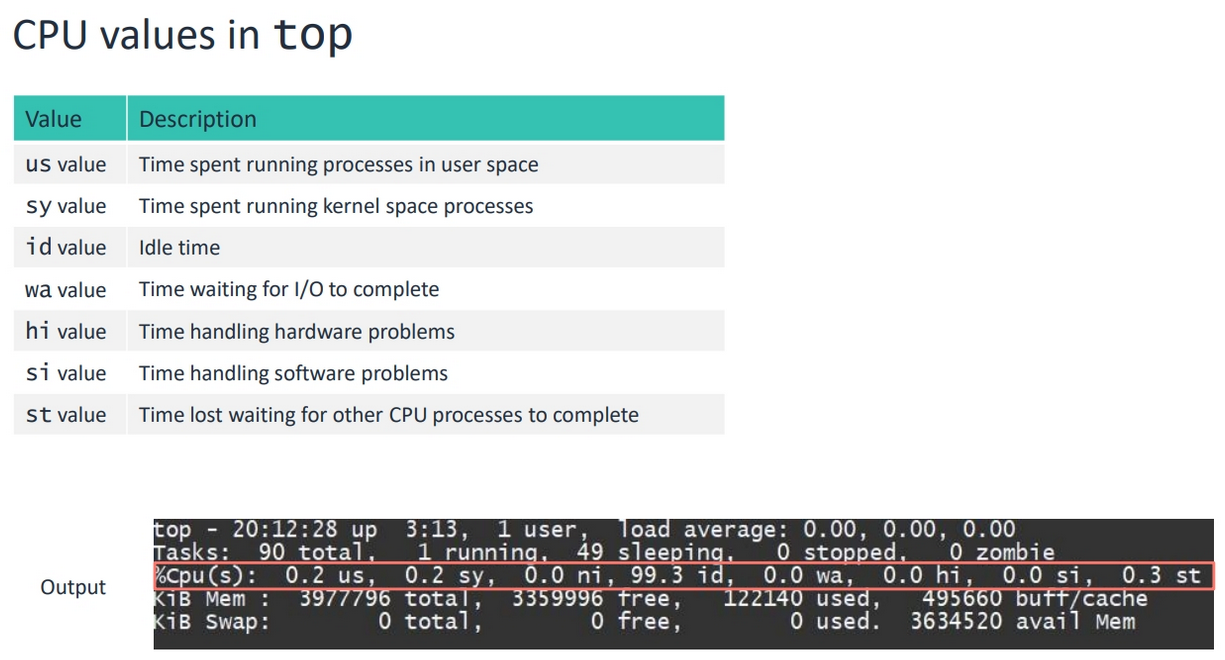 CPU values in top
Value Description
us value Time spent running processes in user space
sy value Time spent running kernel space processes
id value Idle time
wa value Time waiting for I/O to complete
hi value Time handling hardware problems
si value Time handling software problems
st value Time lost waiting for other CPU processes to complete
top - 20:12:28 up  3:13,  1 user,  load average: 0.00, 0.00, 0.00
Tasks:  90 total,   1 running,  49 sleeping,   0 stopped,   0 zombie
%Cpu(s):  0.2 us,  0.2 sy,  0.0 ni, 99.3 id,  0.0 wa,  0.0 hi,  0.0 si,  0.3 st
Output
KiB Mem :  3977796 total,  3359996 free,   122140 used,   495660 buff/cache
KiB Swap:        0 total,        0 free,        0 used.  3634520 avail Mem